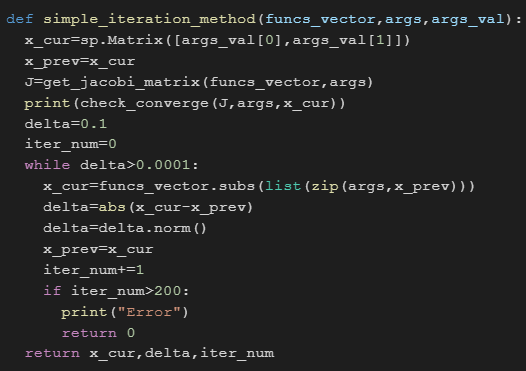 def simple_iteration_method(funcs_vector,args,args_val):
  x_cur=sp.Matrix([args_val[0],args_val[1]])
  x_prev=x_cur
  J=get_jacobi_matrix(funcs_vector,args)
  print(check_converge(J,args,x_cur))
  delta=0.1
  iter_num=0
  while delta>0.0001:
    x_cur=funcs_vector.subs(list(zip(args,x_prev)))
    delta=abs(x_cur-x_prev)
    delta=delta.norm()
    x_prev=x_cur
    iter_num+=1
    if iter_num>200:
      print("Error")
      return 0
  return x_cur,delta,iter_num